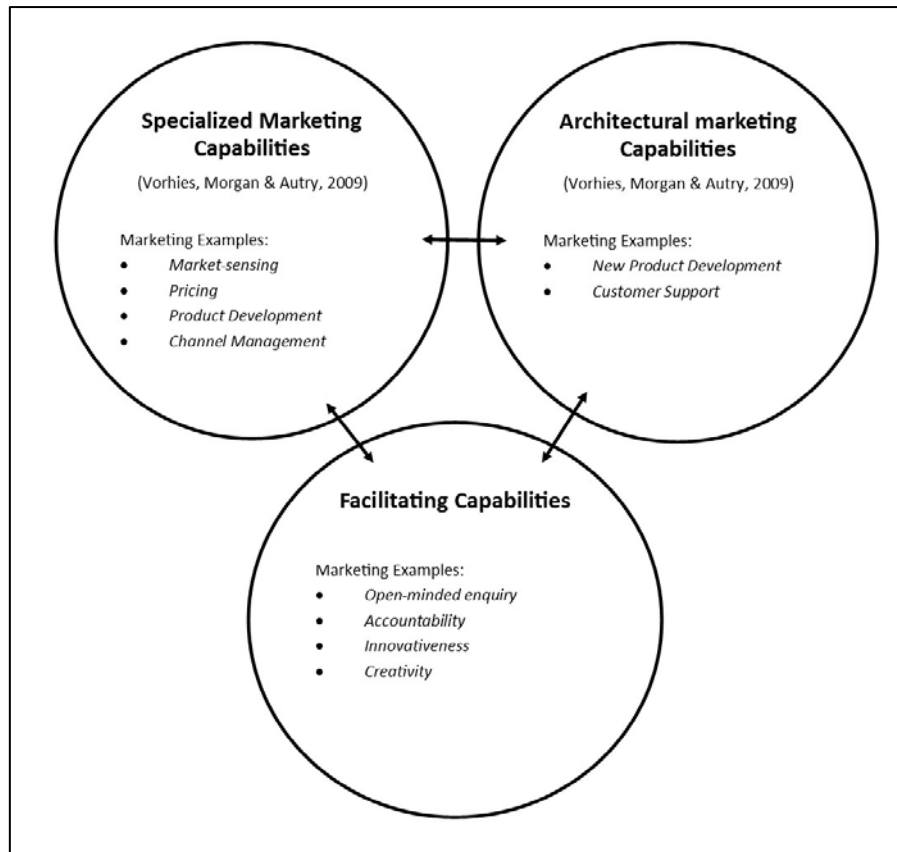 Specialized Marketing
Capabilities
(Vorhies, Morgan & Autry, 2009)
Marketing Examples:
• Market-sensing
• Pricing
• Product Development
• Channel Management
Architectural marketing
Capabilities
(Vorhies, Morgan & Autry, 2009)
Marketing Examples:
• New Product Development
• Customer Support
Facilitating Capabilities
Marketing Examples:
• Open-minded enquiry
• Accountability
• Innovativeness
• Creativity